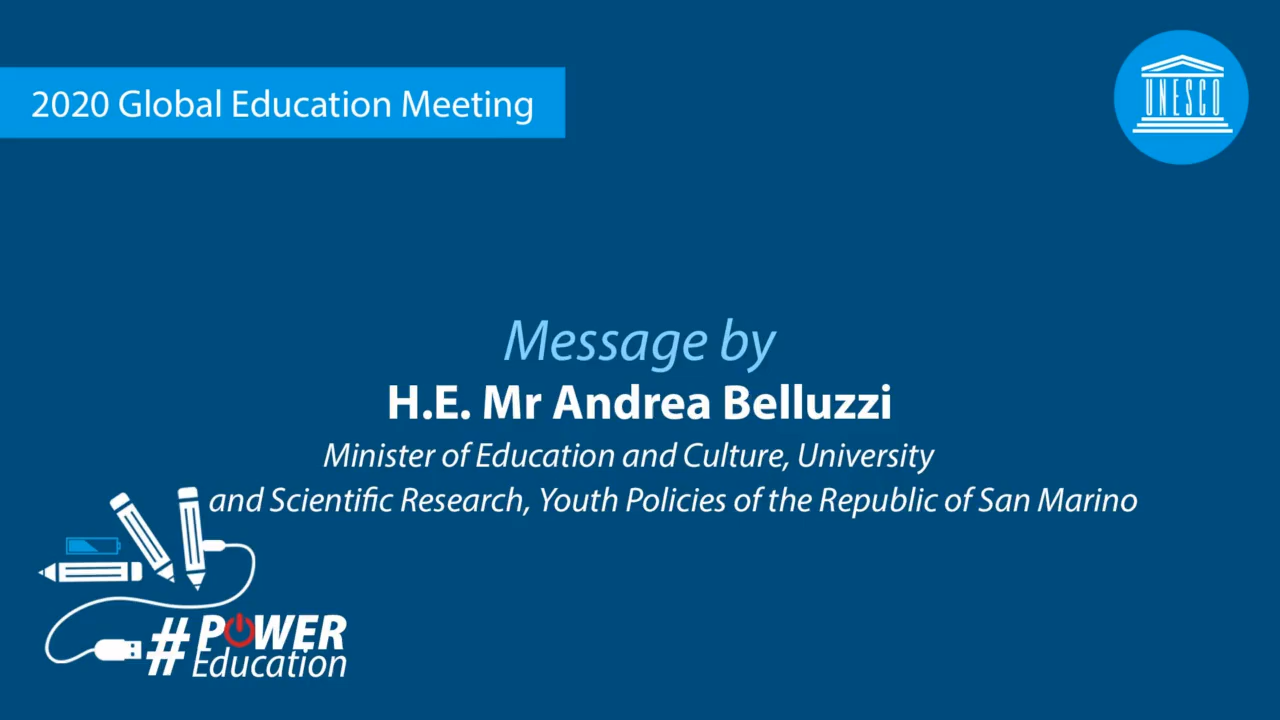 2020 Global Education Meeting
UNESCO
Message by
H.E. Mr Andrea Belluzzi
Minister of Education and Culture, University
and Scientific Research, Youth Policies of the Republic of San Marino
#POWER
Education